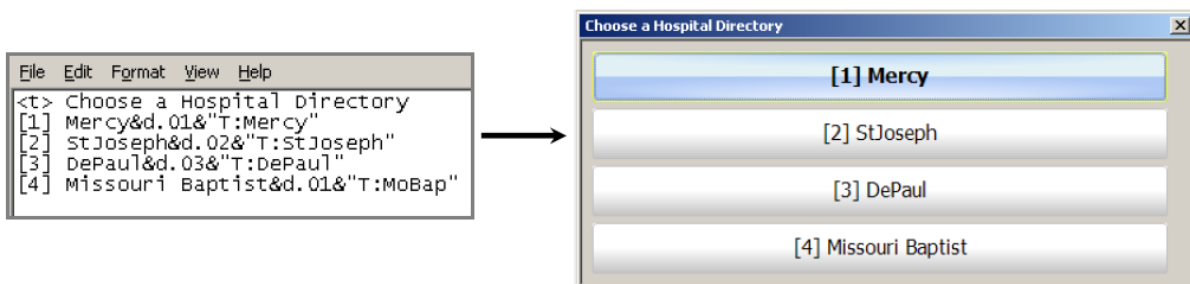 File Edit Format View Help
<t> Choose a Hospital Directory
[1] Mercy&d.01&"T:Mercy"
[2] StJoseph&d.02&"T:StJoseph"
[3] DePaul&d.03&"T:DePaul"
[4] Missouri Baptist&d.01&"T:MoBap"
Choose a Hospital Directory
[1] Mercy
[2] StJoseph
[3] DePaul
[4] Missouri Baptist